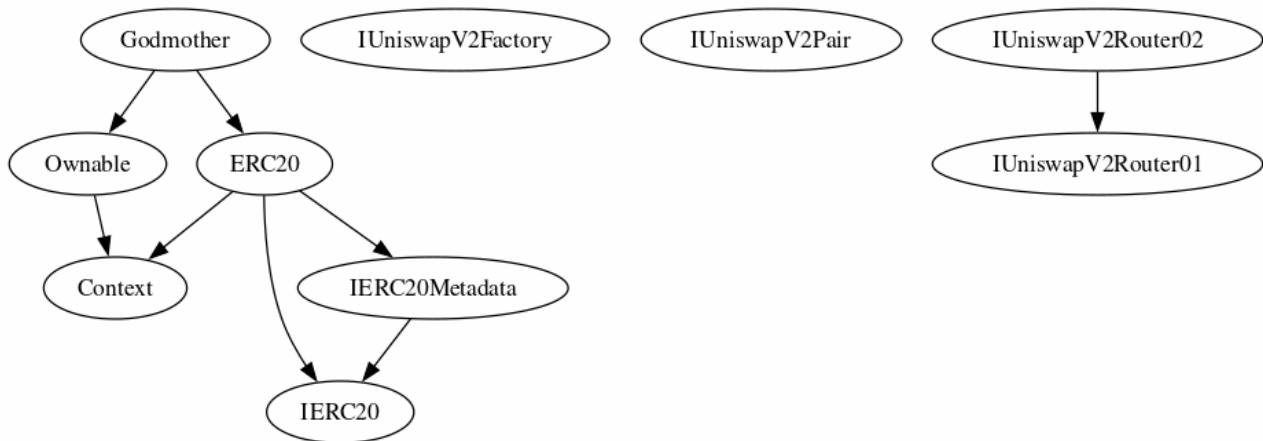 Godmother
IUniswapV2Factory
IUniswapV2Pair
IUniswapV2Router02
Ownable
ERC20
IUniswapV2Router01
Context
IERC20Metadata
IERC20